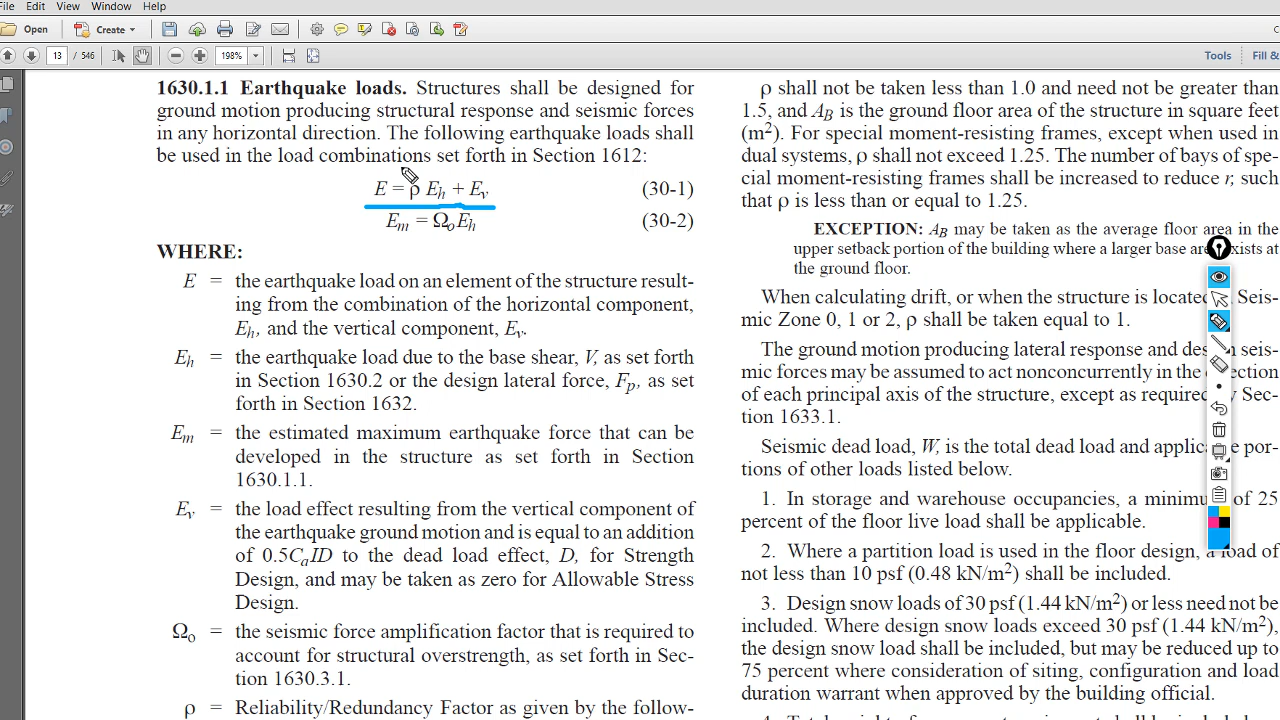 File Edit View Window Help
Open Create Tools Fill &
13 / 546 198%
1630.1.1 Earthquake loads. Structures shall be designed for
ground motion producing structural response and seismic forces
in any horizontal direction. The following earthquake loads shall
be used in the load combinations set forth in Section 1612:
E = ρ Eh + Ev (30-1)
Em = Ωo Eh (30-2)
WHERE:
E = the earthquake load on an element of the structure result-
ing from the combination of the horizontal component,
Eh, and the vertical component, Ev.
Eh = the earthquake load due to the base shear, V, as set forth
in Section 1630.2 or the design lateral force, Fp, as set
forth in Section 1632.
Em = the estimated maximum earthquake force that can be
developed in the structure as set forth in Section
1630.1.1.
Ev = the load effect resulting from the vertical component of
the earthquake ground motion and is equal to an addition
of 0.5CaID to the dead load effect, D, for Strength
Design, and may be taken as zero for Allowable Stress
Design.
Ωo = the seismic force amplification factor that is required to
account for structural overstrength, as set forth in Sec-
tion 1630.3.1.
ρ = Reliability/Redundancy Factor as given by the follow-
ρ shall not be taken less than 1.0 and need not be greater than
1.5, and AB is the ground floor area of the structure in square feet
(m2). For special moment-resisting frames, except when used in
dual systems, ρ shall not exceed 1.25. The number of bays of spe-
cial moment-resisting frames shall be increased to reduce r, such
that ρ is less than or equal to 1.25.
EXCEPTION: AB may be taken as the average floor area in the
upper setback portion of the building where a larger base area exists at
the ground floor.
When calculating drift, or when the structure is located Seis-
mic Zone 0, 1 or 2, ρ shall be taken equal to 1.
The ground motion producing lateral response and design seis-
mic forces may be assumed to act nonconcurrently in the direction
of each principal axis of the structure, except as required by Sec-
tion 1633.1.
Seismic dead load, W, is the total dead load and applicable por-
tions of other loads listed below.
1. In storage and warehouse occupancies, a minimum of 25
percent of the floor live load shall be applicable.
2. Where a partition load is used in the floor design, a load of
not less than 10 psf (0.48 kN/m2) shall be included.
3. Design snow loads of 30 psf (1.44 kN/m2) or less need not be
included. Where design snow loads exceed 30 psf (1.44 kN/m2),
the design snow load shall be included, but may be reduced up to
75 percent where consideration of siting, configuration and load
duration warrant when approved by the building official.